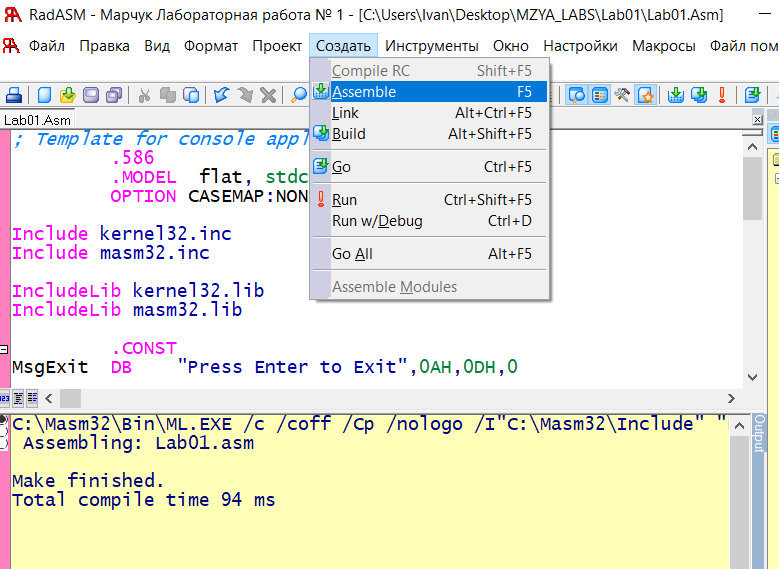 RadASM - Марчук Лабораторная работа № 1 - [C:\Users\Ivan\Desktop\MZYA_LABS\Lab01\Lab01.Asm]
Файл Правка Вид Формат Проект Создать Инструменты Окно Настройки Макросы Файл пом
Compile RC Shift+F5
Assemble F5
Link Alt+Ctrl+F5
Build Alt+Shift+F5
Go Ctrl+F5
Run Ctrl+Shift+F5
Run w/Debug Ctrl+D
Go All Alt+F5
Assemble Modules
Lab01.Asm
; Template for console appl
.586
.MODEL flat, stdc
OPTION CASEMAP:NON
Include kernel32.inc
Include masm32.inc
IncludeLib kernel32.lib
IncludeLib masm32.lib
.CONST
MsgExit DB "Press Enter to Exit",0AH,0DH,0
C:\Masm32\Bin\ML.EXE /c /coff /Cp /nologo /I"C:\Masm32\Include" "
Assembling: Lab01.asm
Make finished.
Total compile time 94 ms
Output